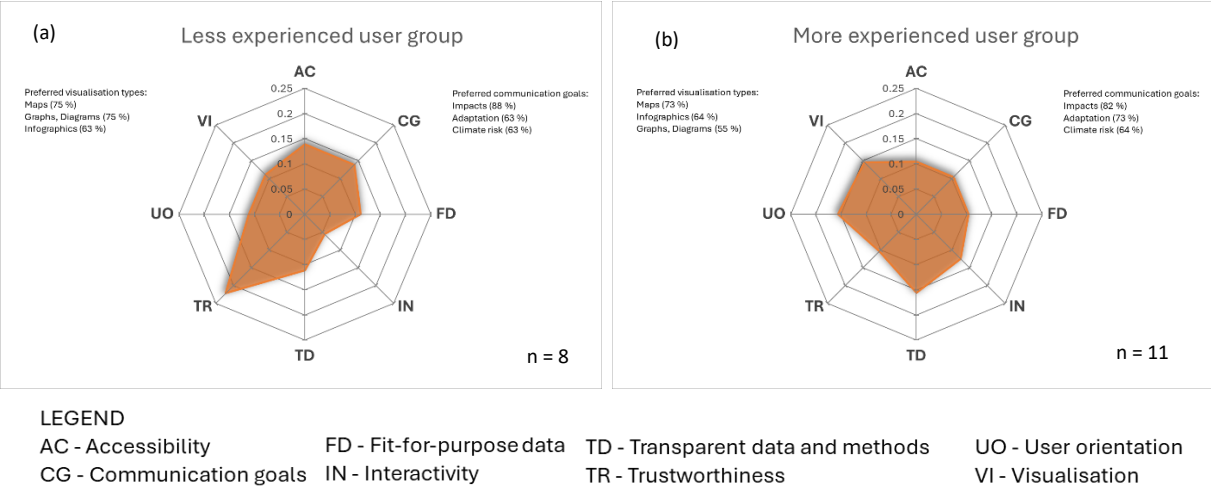 (a)
Less experienced user group
Preferred visualisation types:
Maps (75 %)
Graphs, Diagrams (75 %)
Infographics (63 %)
Preferred communication goals:
Impacts (88 %)
Adaptation (63 %)
Climate risk (63 %)
AC
CG
FD
IN
TD
TR
UO
VI
0.25
0.2
0.15
0.1
0.05
0
n = 8
(b)
More experienced user group
Preferred visualisation types:
Maps (73 %)
Infographics (64 %)
Graphs, Diagrams (55 %)
Preferred communication goals:
Impacts (82 %)
Adaptation (73 %)
Climate risk (64 %)
AC
CG
FD
IN
TD
TR
UO
VI
0.25
0.2
0.15
0.1
0.05
0
n = 11
LEGEND
AC - Accessibility
CG - Communication goals
FD - Fit-for-purpose data
IN - Interactivity
TD - Transparent data and methods
TR - Trustworthiness
UO - User orientation
VI - Visualisation